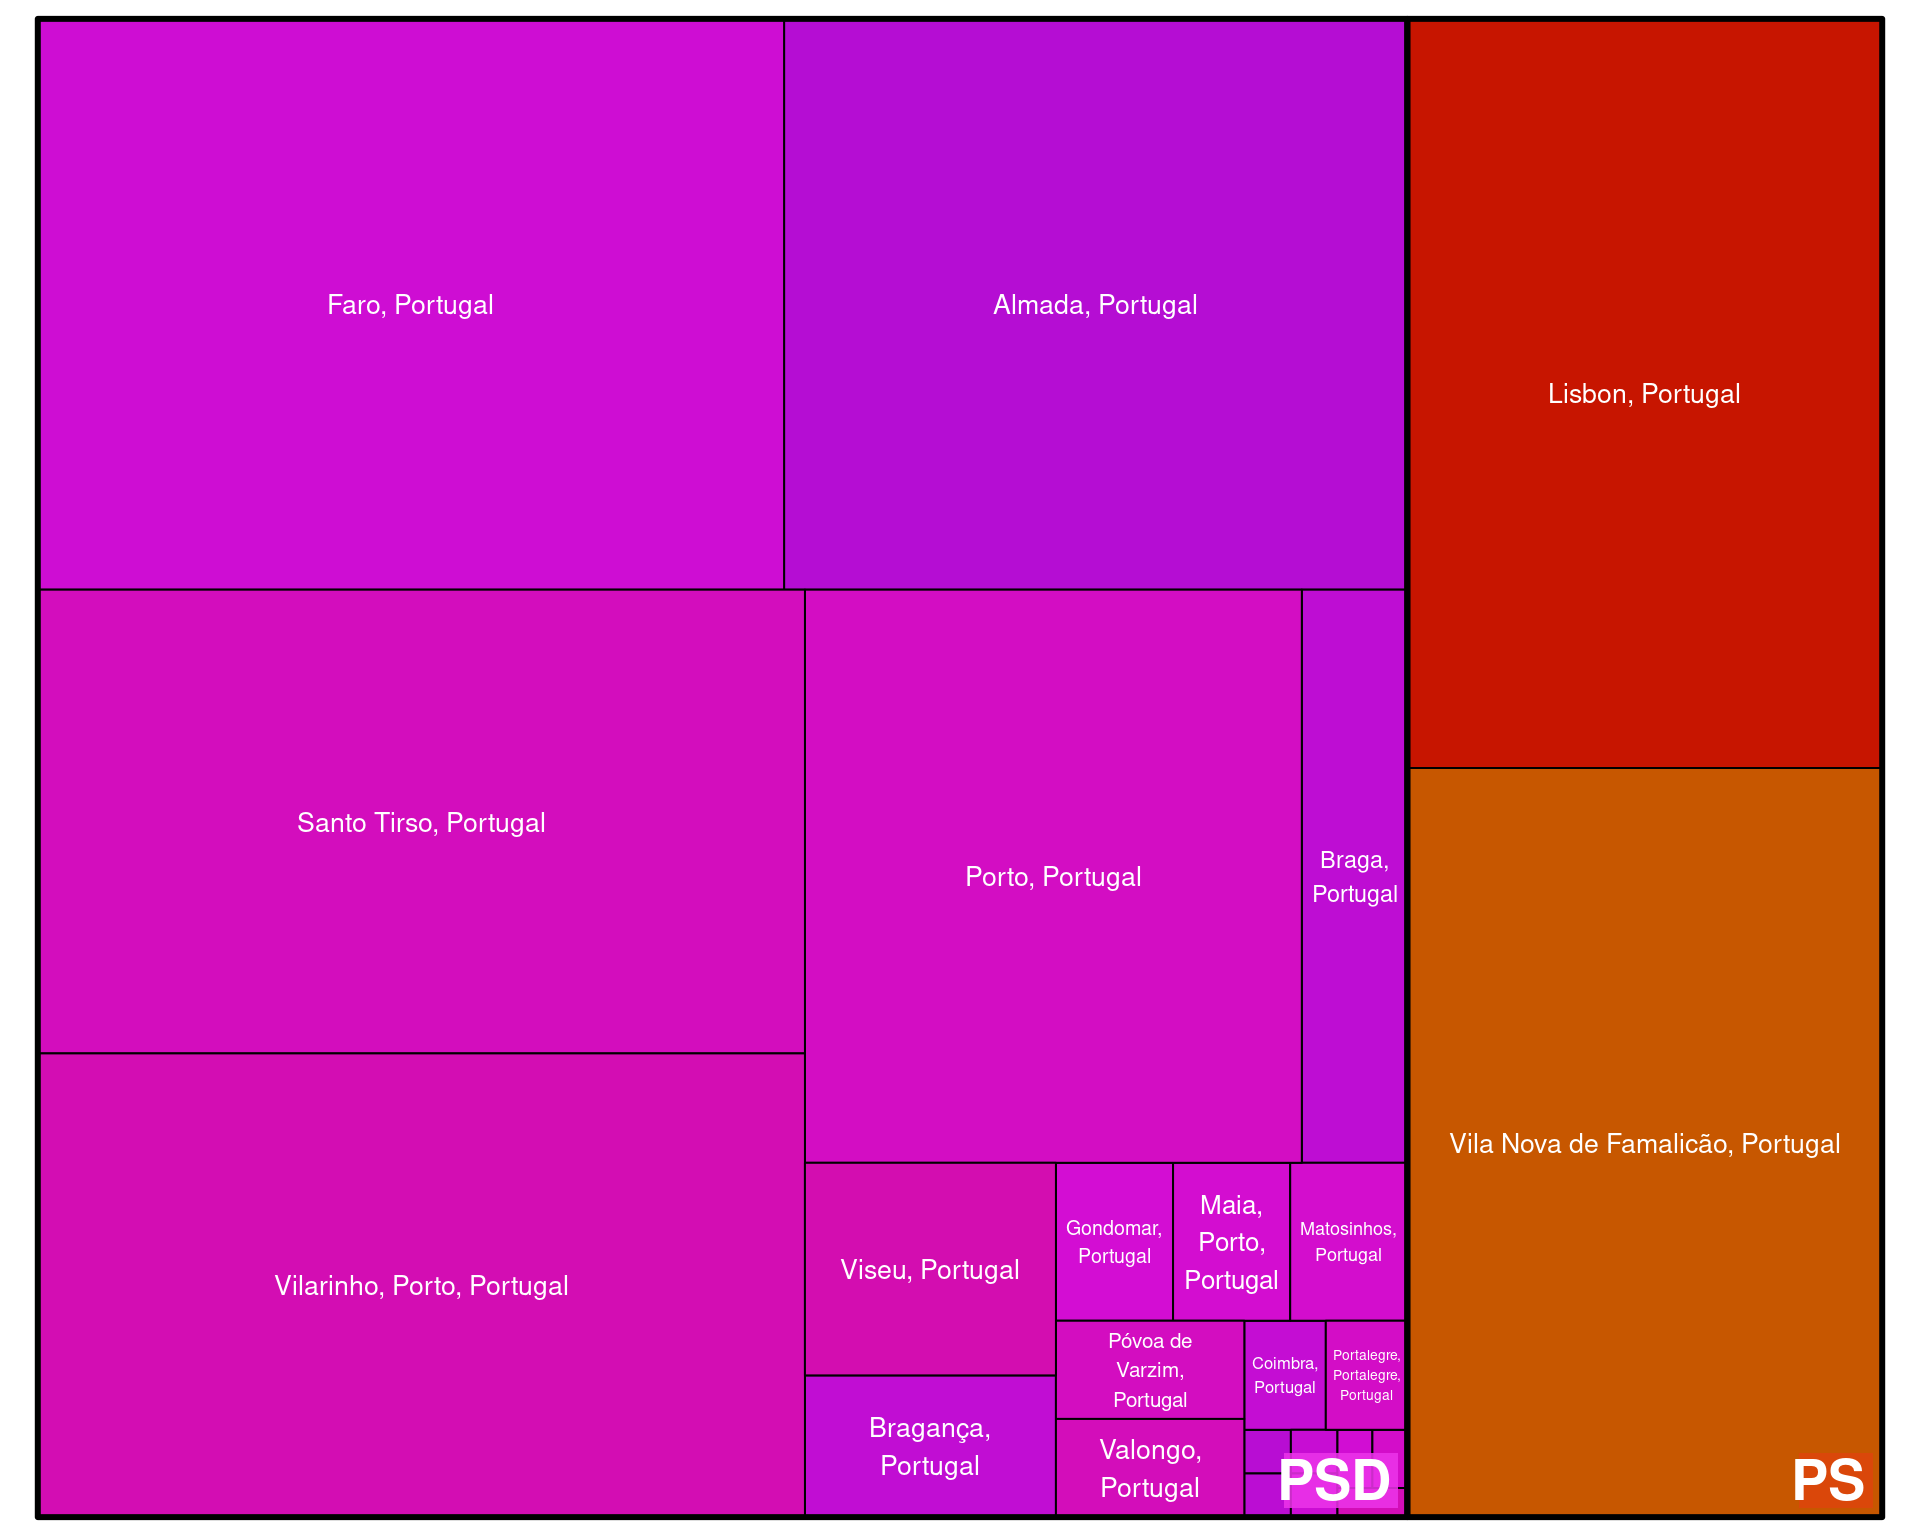 Faro, Portugal
Almada, Portugal
Lisbon, Portugal
Santo Tirso, Portugal
Porto, Portugal
Braga,
Portugal
Vilarinho, Porto, Portugal
Viseu, Portugal
Bragança,
Portugal
Gondomar,
Portugal
Maia,
Porto,
Portugal
Matosinhos,
Portugal
Póvoa de
Varzim,
Portugal
Coimbra,
Portugal
Portalegre,
Portalegre,
Portugal
Valongo,
Portugal
PSD
Vila Nova de Famalicão, Portugal
PS